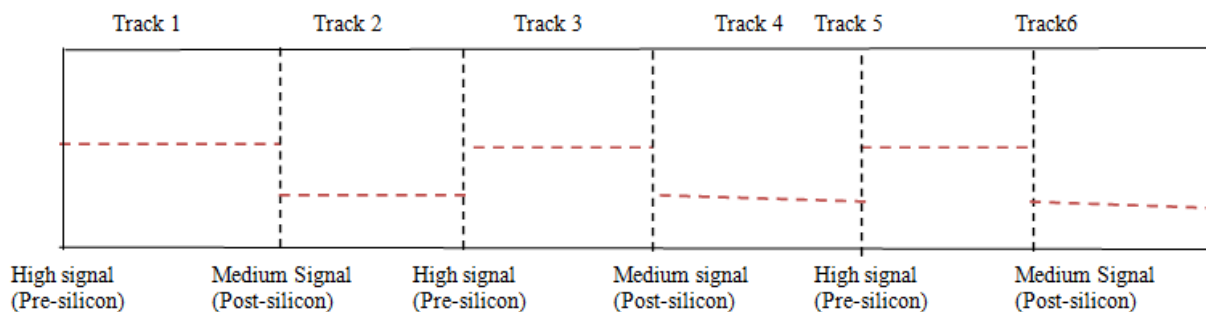 Track 1 Track 2 Track 3 Track 4 Track 5 Track6
High signal Medium Signal High signal Medium signal High signal Medium Signal
(Pre-silicon) (Post-silicon) (Pre-silicon) (Post-silicon) (Pre-silicon) (Post-silicon)